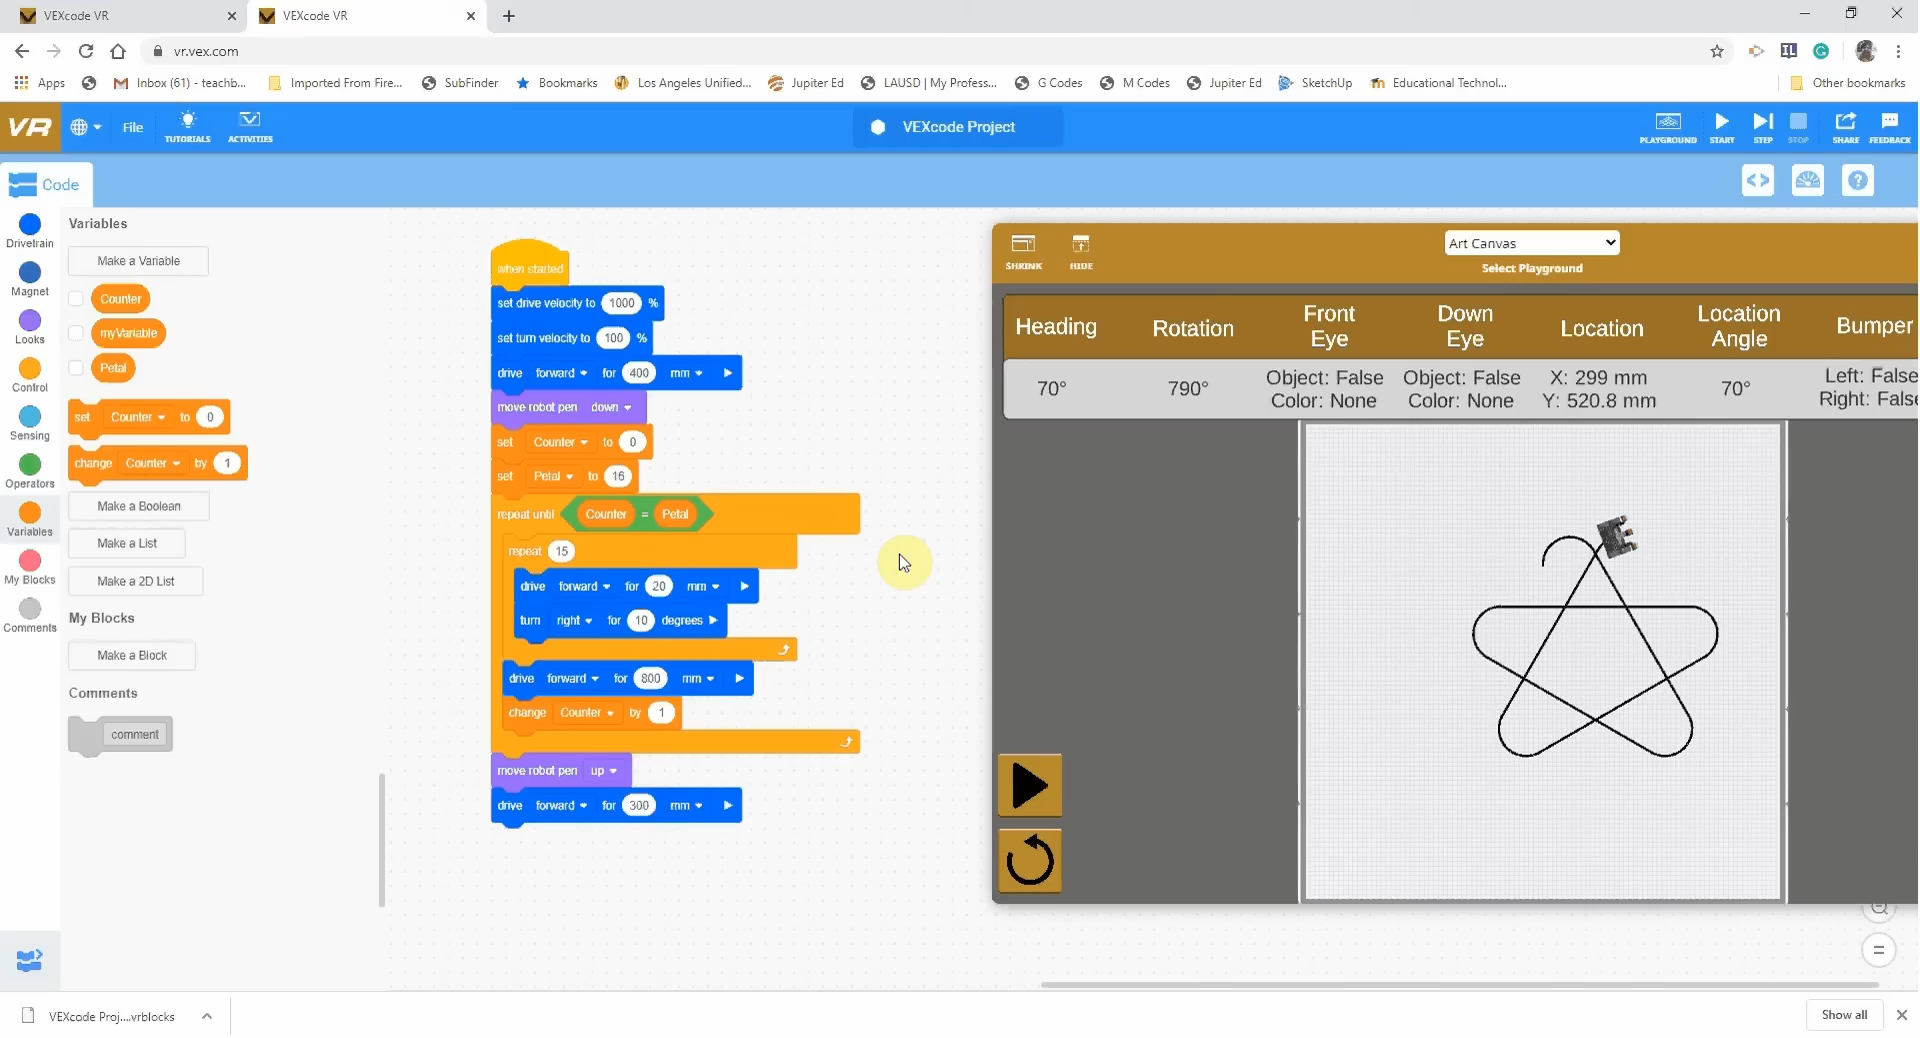 VEXcode VR
VEXcode VR
vr.vex.com
IL
Apps
Inbox (61) - teachb...
Imported From Fire...
SubFinder
Bookmarks
Los Angeles Unified...
Jupiter Ed
LAUSD | My Profess...
G Codes
M Codes
Jupiter Ed
SketchUp
Educational Technol...
Other bookmarks
VR
File
TUTORIALS
ACTIVITIES
VEXcode Project
PLAYGROUND
START
STEP
STOP
SHARE
FEEDBACK
Code
Drivetrain
Magnet
Looks
Control
Sensing
Operators
Variables
My Blocks
Comments
Variables
Make a Variable
Counter
myVariable
Petal
set Counter to 0
change Counter by 1
Make a Boolean
Make a List
Make a 2D List
My Blocks
Make a Block
Comments
comment
when started
set drive velocity to 1000 %
set turn velocity to 100 %
drive forward for 400 mm
move robot pen down
set Counter to 0
set Petal to 16
repeat until Counter = Petal
repeat 15
drive forward for 20 mm
turn right for 10 degrees
drive forward for 800 mm
change Counter by 1
move robot pen up
drive forward for 300 mm
SHRINK
HIDE
Art Canvas
Select Playground
Heading
Rotation
Front
Eye
Down
Eye
Location
Location
Angle
Bumper
70°
790°
Object: False
Color: None
Object: False
Color: None
X: 299 mm
Y: 520.8 mm
70°
Left: False
Right: False
VEXcode Proj....vrblocks
Show all